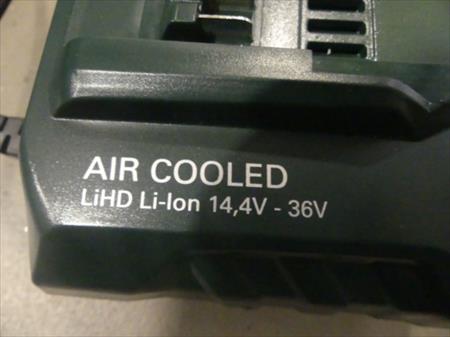 AIR COOLED
LiHD Li-Ion 14,4V - 36V